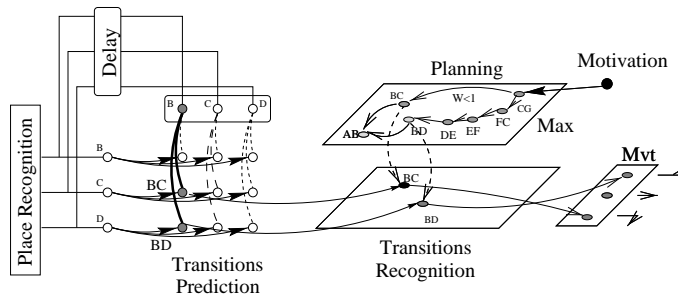 Delay
B
C
D
Place Recognition
B
C
D
BC
BD
Transitions
Prediction
Planning
Motivation
BC
W<1
CG
FC
EF
DE
BD
AB
Max
BC
BD
Transitions
Recognition
Mvt